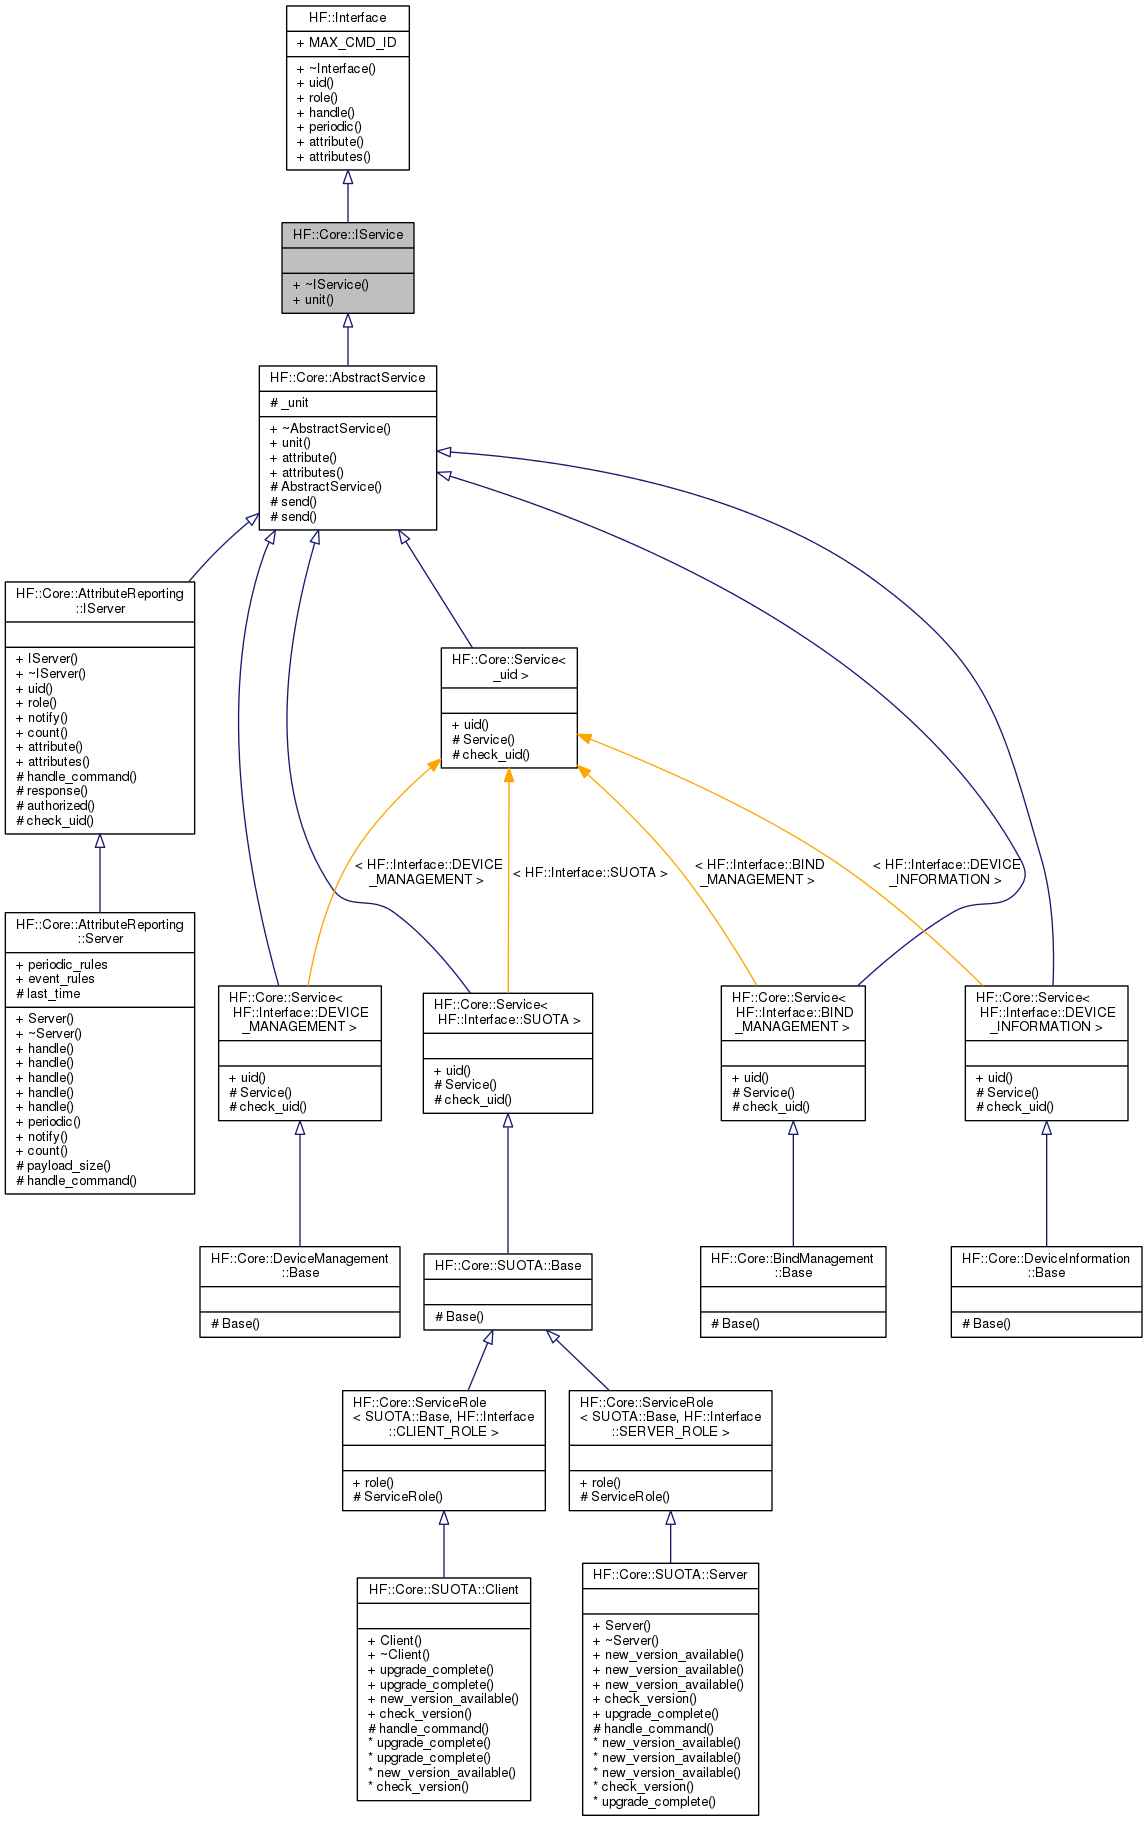 HF::Interface
+ MAX_CMD_ID
+ ~Interface()
+ uid()
+ role()
+ handle()
+ periodic()
+ attribute()
+ attributes()
HF::Core::IService
+ ~IService()
+ unit()
HF::Core::AbstractService
# _unit
+ ~AbstractService()
+ unit()
+ attribute()
+ attributes()
# AbstractService()
# send()
# send()
HF::Core::AttributeReporting
::IServer
+ IServer()
+ ~IServer()
+ uid()
+ role()
+ notify()
+ count()
+ attribute()
+ attributes()
# handle_command()
# response()
# authorized()
# check_uid()
HF::Core::Service<
_uid >
+ uid()
# Service()
# check_uid()
< HF::Interface::DEVICE
_MANAGEMENT >
< HF::Interface::SUOTA >
< HF::Interface::BIND
_MANAGEMENT >
< HF::Interface::DEVICE
_INFORMATION >
HF::Core::AttributeReporting
::Server
+ periodic_rules
+ event_rules
# last_time
+ Server()
+ ~Server()
+ handle()
+ handle()
+ handle()
+ handle()
+ handle()
+ periodic()
+ notify()
+ count()
# payload_size()
# handle_command()
HF::Core::Service<
HF::Interface::DEVICE
_MANAGEMENT >
+ uid()
# Service()
# check_uid()
HF::Core::Service<
HF::Interface::SUOTA >
+ uid()
# Service()
# check_uid()
HF::Core::Service<
HF::Interface::BIND
_MANAGEMENT >
+ uid()
# Service()
# check_uid()
HF::Core::Service<
HF::Interface::DEVICE
_INFORMATION >
+ uid()
# Service()
# check_uid()
HF::Core::DeviceManagement
::Base
# Base()
HF::Core::SUOTA::Base
# Base()
HF::Core::BindManagement
::Base
# Base()
HF::Core::DeviceInformation
::Base
# Base()
HF::Core::ServiceRole
< SUOTA::Base, HF::Interface
::CLIENT_ROLE >
+ role()
# ServiceRole()
HF::Core::ServiceRole
< SUOTA::Base, HF::Interface
::SERVER_ROLE >
+ role()
# ServiceRole()
HF::Core::SUOTA::Client
+ Client()
+ ~Client()
+ upgrade_complete()
+ upgrade_complete()
+ new_version_available()
+ check_version()
# handle_command()
* upgrade_complete()
* upgrade_complete()
* new_version_available()
* check_version()
HF::Core::SUOTA::Server
+ Server()
+ ~Server()
+ new_version_available()
+ new_version_available()
+ new_version_available()
+ check_version()
+ upgrade_complete()
# handle_command()
* new_version_available()
* new_version_available()
* new_version_available()
* check_version()
* upgrade_complete()